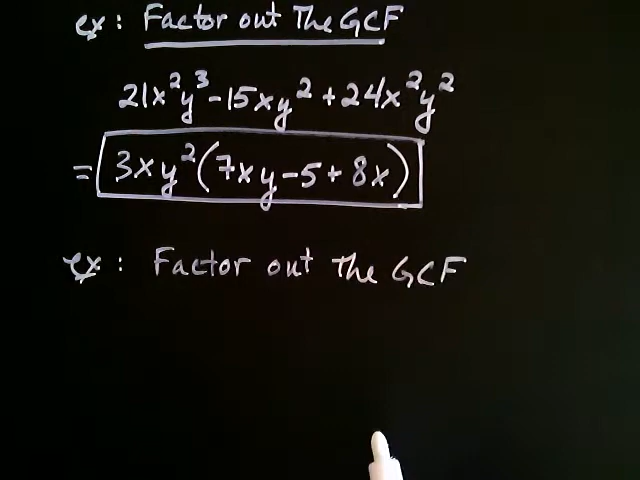 ex: Factor out The GCF
21x²y³ - 15xy² + 24x²y²
= 3xy²(7xy - 5 + 8x)
ex: Factor out The GCF